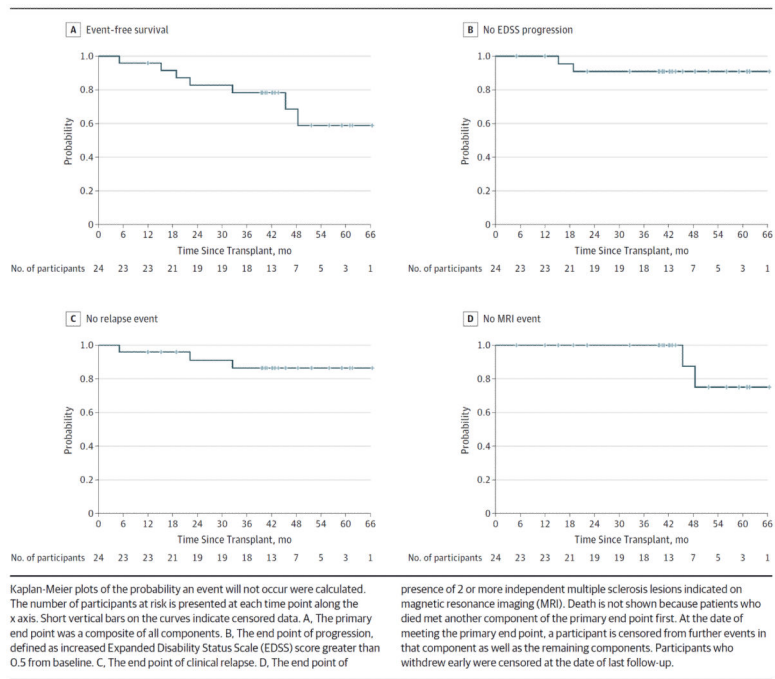 A Event-free survival
1.0
0.8
0.6
0.4
0.2
0
Probability
0 6 12 18 24 30 36 42 48 54 60 66
Time Since Transplant, mo
No. of participants 24 23 23 21 19 19 18 13 7 5 3 1
B No EDSS progression
1.0
0.8
0.6
0.4
0.2
0
Probability
0 6 12 18 24 30 36 42 48 54 60 66
Time Since Transplant, mo
No. of participants 24 23 23 21 19 19 18 13 7 5 3 1
C No relapse event
1.0
0.8
0.6
0.4
0.2
0
Probability
0 6 12 18 24 30 36 42 48 54 60 66
Time Since Transplant, mo
No. of participants 24 23 23 21 19 19 18 13 7 5 3 1
D No MRI event
1.0
0.8
0.6
0.4
0.2
0
Probability
0 6 12 18 24 30 36 42 48 54 60 66
Time Since Transplant, mo
No. of participants 24 23 23 21 19 19 18 13 7 5 3 1
Kaplan-Meier plots of the probability an event will not occur were calculated.
The number of participants at risk is presented at each time point along the
x axis. Short vertical bars on the curves indicate censored data. A, The primary
end point was a composite of all components. B, The end point of progression,
defined as increased Expanded Disability Status Scale (EDSS) score greater than
0.5 from baseline. C, The end point of clinical relapse. D, The end point of
presence of 2 or more independent multiple sclerosis lesions indicated on
magnetic resonance imaging (MRI). Death is not shown because patients who
died met another component of the primary end point first. At the date of
meeting the primary end point, a participant is censored from further events in
that component as well as the remaining components. Participants who
withdrew early were censored at the date of last follow-up.